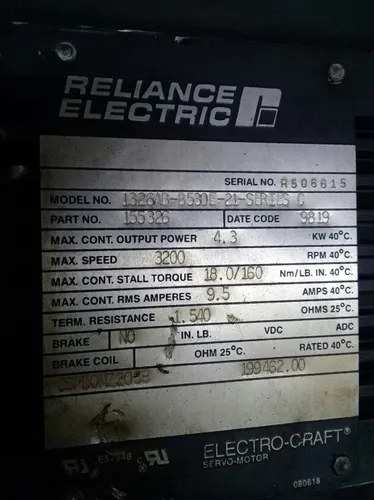 RELIANCE
ELECTRIC
SERIAL NO. R506615
MODEL NO. 1326AB-B530E-21-SERIES C
PART NO. 155326 DATE CODE 9819
MAX. CONT. OUTPUT POWER 4.3 KW 40°C.
MAX. SPEED 3200 RPM 40°C.
MAX. CONT. STALL TORQUE 18.0/160 Nm/LB. IN. 40°C.
MAX. CONT. RMS AMPERES 9.5 AMPS 40°C.
TERM. RESISTANCE 1.540 OHMS 25°C.
BRAKE NO IN. LB. VDC ADC
BRAKE COIL OHM 25°C. RATED 40°C.
199462.00
ELECTRO-CRAFT®
SERVO-MOTOR
080618